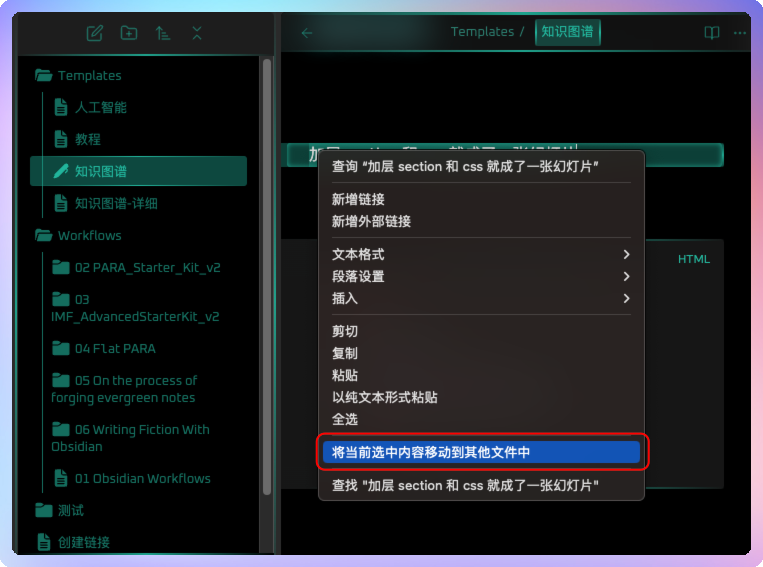 Templates /
知识图谱
Templates
人工智能
教程
知识图谱
知识图谱-详细
Workflows
02 PARA_Starter_Kit_v2
03
IMF_AdvancedStarterKit_v2
04 Flat PARA
05 On the process of
forging evergreen notes
06 Writing Fiction With
Obsidian
01 Obsidian Workflows
测试
创建链接
查询 “加层 section 和 css 就成了一张幻灯片”
新增链接
新增外部链接
文本格式
段落设置
插入
剪切
复制
粘贴
以纯文本形式粘贴
全选
将当前选中内容移动到其他文件中
查找 "加层 section 和 css 就成了一张幻灯片"
HTML